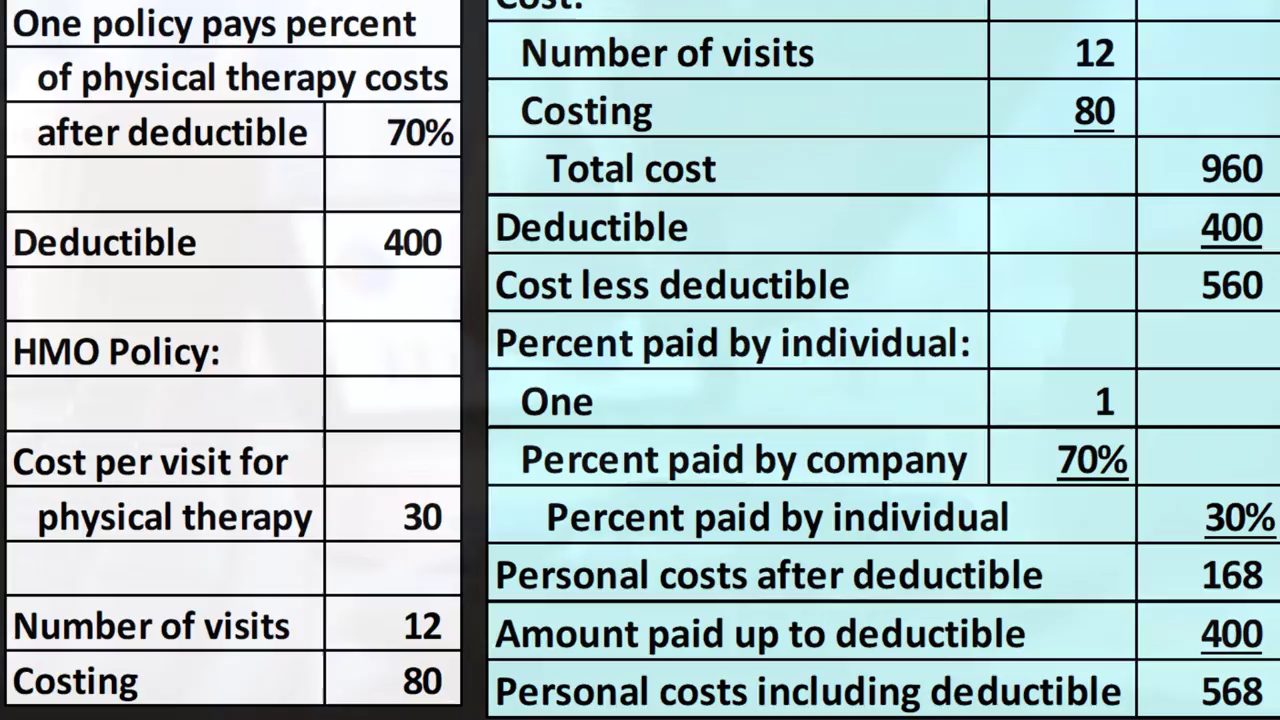 One policy pays percent
of physical therapy costs
after deductible 70%
Deductible 400
HMO Policy:
Cost per visit for
physical therapy 30
Number of visits 12
Costing 80
Cost:
Number of visits 12
Costing 80
Total cost 960
Deductible 400
Cost less deductible 560
Percent paid by individual:
One 1
Percent paid by company 70%
Percent paid by individual 30%
Personal costs after deductible 168
Amount paid up to deductible 400
Personal costs including deductible 568